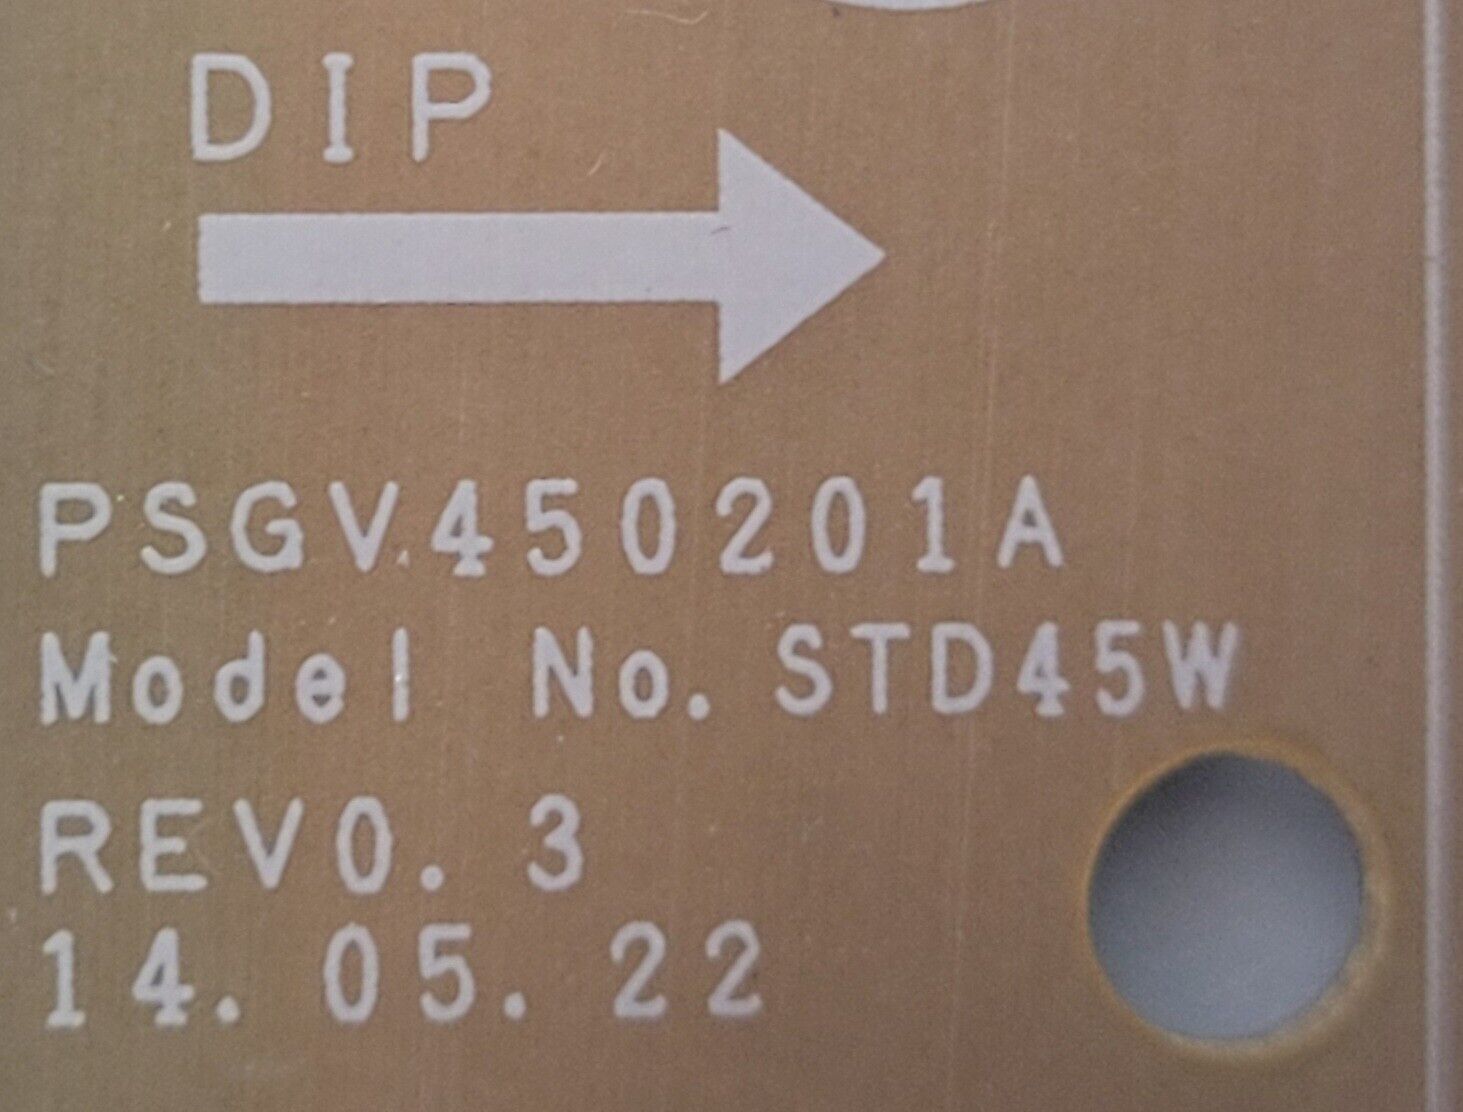 DIP
PSGV450201A
Model No. STD45W
REV0. 3
14. 05. 22